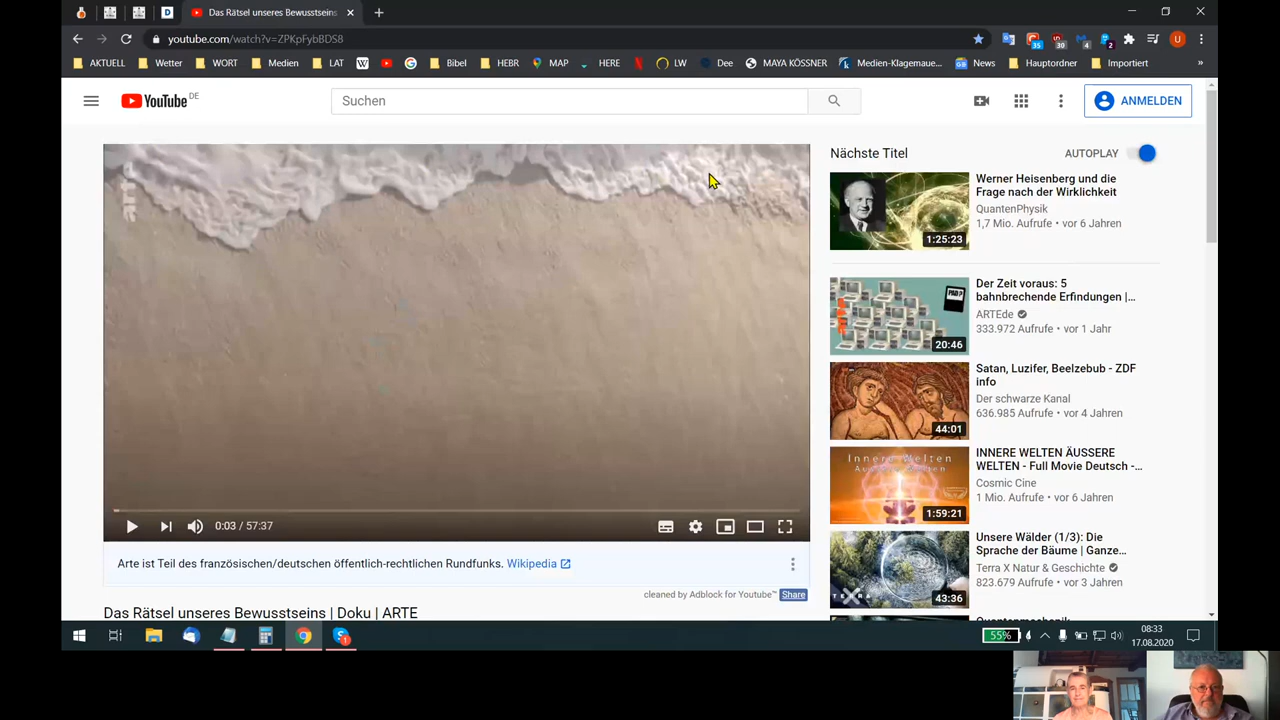 Das Rätsel unseres Bewusstseins
youtube.com/watch?v=ZPKpFybBDS8
35
30
4
2
U
AKTUELL
Wetter
WORT
Medien
LAT
W
G
Bibel
HEBR
MAP
HERE
LW
Dee
MAYA KÖSSNER
Medien-Klagemaue...
News
Hauptordner
Importiert
»
YouTube DE
Suchen
ANMELDEN
arte
0:03 / 57:37
Arte ist Teil des französischen/deutschen öffentlich-rechtlichen Rundfunks. Wikipedia
cleaned by Adblock for Youtube™ Share
Das Rätsel unseres Bewusstseins | Doku | ARTE
Nächste Titel
AUTOPLAY
Werner Heisenberg und die
Frage nach der Wirklichkeit
QuantenPhysik
1,7 Mio. Aufrufe • vor 6 Jahren
1:25:23
Der Zeit voraus: 5
bahnbrechende Erfindungen |...
ARTEde
333.972 Aufrufe • vor 1 Jahr
20:46
Satan, Luzifer, Beelzebub - ZDF
info
Der schwarze Kanal
636.985 Aufrufe • vor 4 Jahren
44:01
INNERE WELTEN ÄUSSERE
WELTEN - Full Movie Deutsch -...
Cosmic Cine
1 Mio. Aufrufe • vor 6 Jahren
Innere Welten
1:59:21
Unsere Wälder (1/3): Die
Sprache der Bäume | Ganze...
Terra X Natur & Geschichte
823.679 Aufrufe • vor 3 Jahren
43:36
55%
08:33
17.08.2020